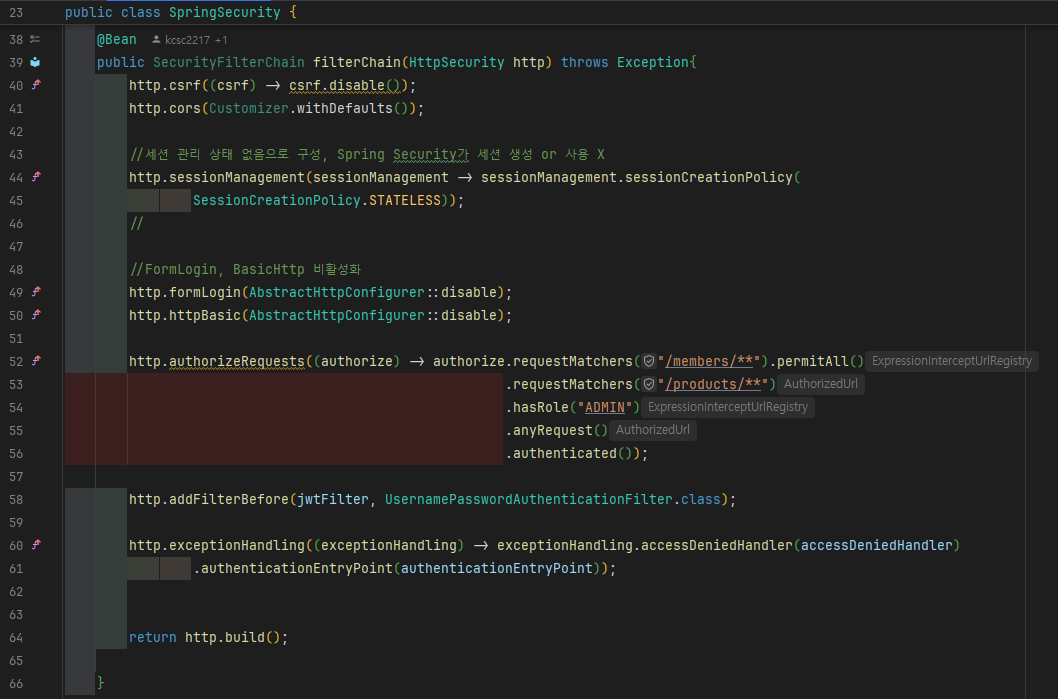 23 public class SpringSecurity {
38 @Bean kcsc2217 +1
39 public SecurityFilterChain filterChain(HttpSecurity http) throws Exception{
40 http.csrf((csrf) → csrf.disable());
41 http.cors(Customizer.withDefaults());
42
43 //세션 관리 상태 없음으로 구성, Spring Security가 세션 생성 or 사용 X
44 http.sessionManagement(sessionManagement → sessionManagement.sessionCreationPolicy(
45 SessionCreationPolicy.STATELESS));
46 //
47
48 //FormLogin, BasicHttp 비활성화
49 http.formLogin(AbstractHttpConfigurer::disable);
50 http.httpBasic(AbstractHttpConfigurer::disable);
51
52 http.authorizeRequests((authorize) → authorize.requestMatchers("/members/**").permitAll() ExpressionInterceptUrlRegistry
53 .requestMatchers("/products/**") AuthorizedUrl
54 .hasRole("ADMIN") ExpressionInterceptUrlRegistry
55 .anyRequest() AuthorizedUrl
56 .authenticated());
57
58 http.addFilterBefore(jwtFilter, UsernamePasswordAuthenticationFilter.class);
59
60 http.exceptionHandling((exceptionHandling) → exceptionHandling.accessDeniedHandler(accessDeniedHandler)
61 .authenticationEntryPoint(authenticationEntryPoint));
62
63
64 return http.build();
65
66 }